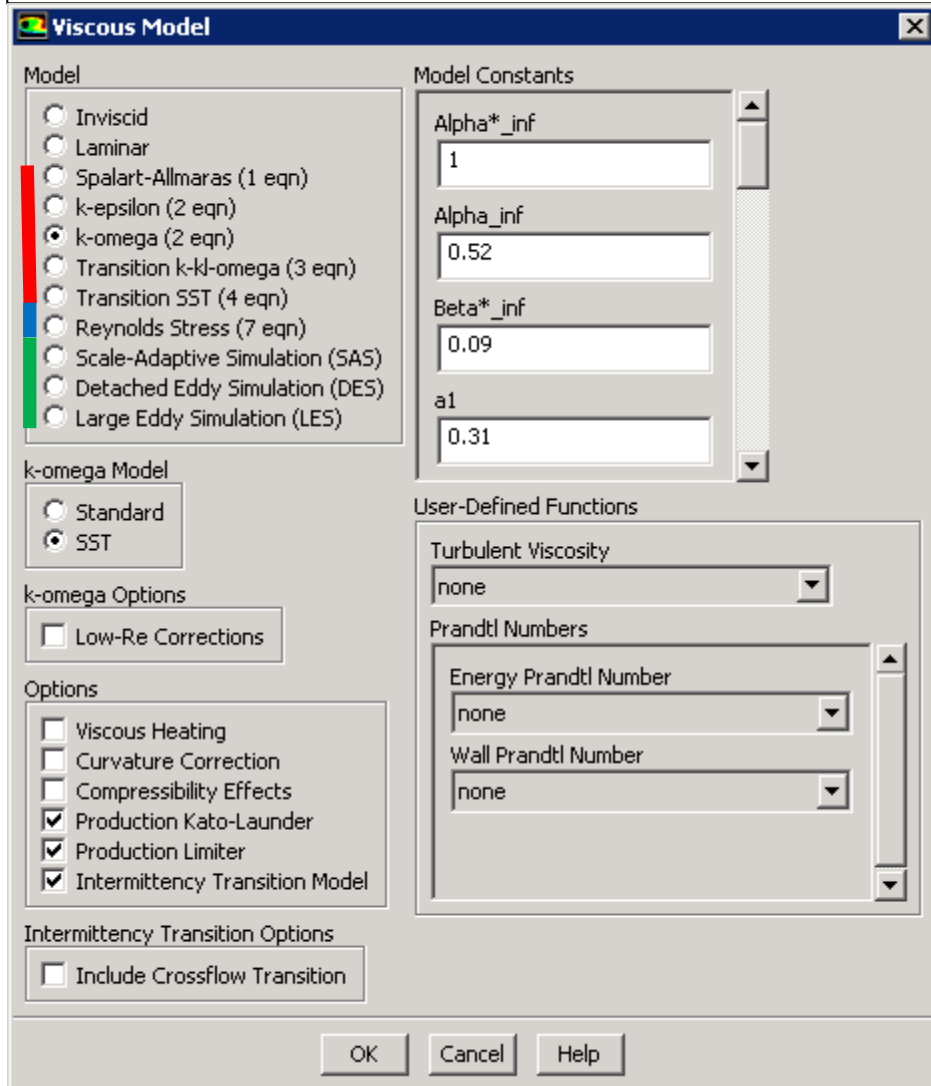 Viscous Model
Model
Inviscid
Laminar
Spalart-Allmaras (1 eqn)
k-epsilon (2 eqn)
k-omega (2 eqn)
Transition k-kl-omega (3 eqn)
Transition SST (4 eqn)
Reynolds Stress (7 eqn)
Scale-Adaptive Simulation (SAS)
Detached Eddy Simulation (DES)
Large Eddy Simulation (LES)
k-omega Model
Standard
SST
k-omega Options
Low-Re Corrections
Options
Viscous Heating
Curvature Correction
Compressibility Effects
Production Kato-Launder
Production Limiter
Intermittency Transition Model
Intermittency Transition Options
Include Crossflow Transition
Model Constants
Alpha*_inf
1
Alpha_inf
0.52
Beta*_inf
0.09
a1
0.31
User-Defined Functions
Turbulent Viscosity
none
Prandtl Numbers
Energy Prandtl Number
none
Wall Prandtl Number
none
OK
Cancel
Help